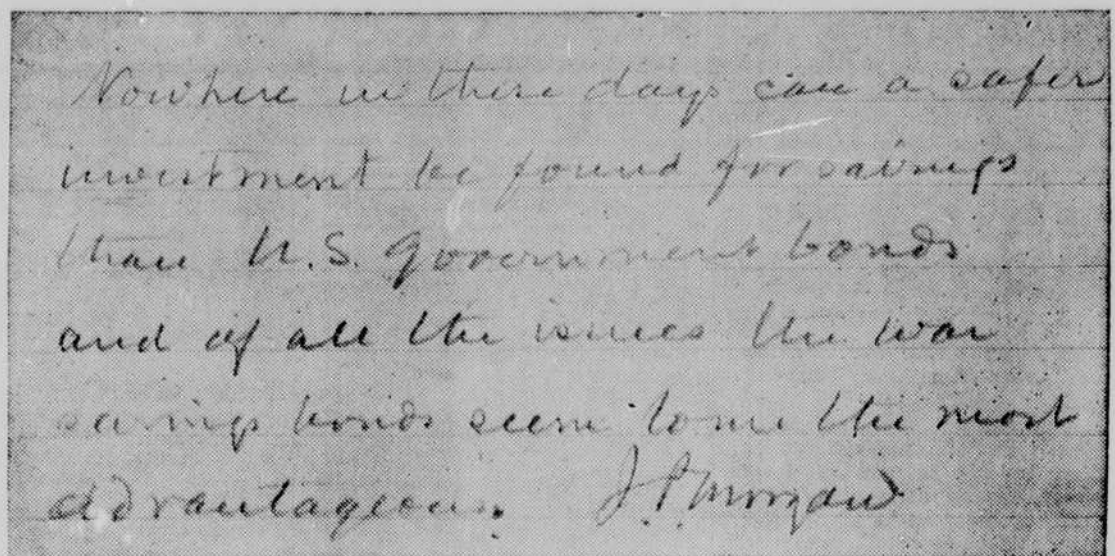 Nowhere in these days can a safer
investment be found for savings
than U.S. Government bonds
and of all the issues the war
savings bonds seem to me the most
advantageous. J. P. Morgan